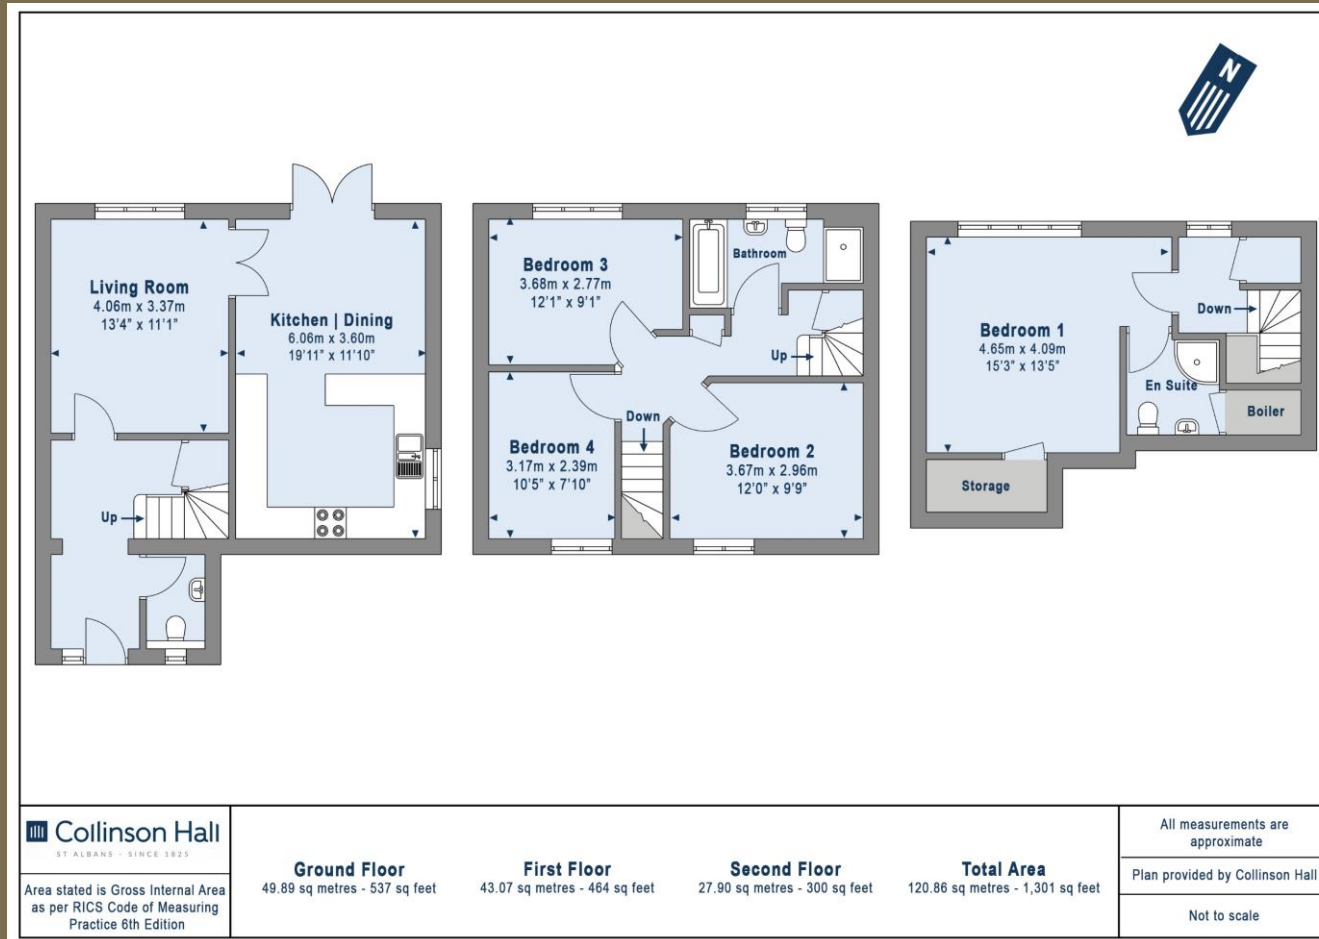 N
Living Room
4.06m x 3.37m
13'4" x 11'1"
Kitchen | Dining
6.06m x 3.60m
19'11" x 11'10"
Up
Bedroom 3
3.68m x 2.77m
12'1" x 9'1"
Bathroom
Up
Down
Bedroom 4
3.17m x 2.39m
10'5" x 7'10"
Bedroom 2
3.67m x 2.96m
12'0" x 9'9"
Bedroom 1
4.65m x 4.09m
15'3" x 13'5"
Down
En Suite
Boiler
Storage
Collinson Hall
ST ALBANS - SINCE 1825
Area stated is Gross Internal Area
as per RICS Code of Measuring
Practice 6th Edition
Ground Floor
49.89 sq metres - 537 sq feet
First Floor
43.07 sq metres - 464 sq feet
Second Floor
27.90 sq metres - 300 sq feet
Total Area
120.86 sq metres - 1,301 sq feet
All measurements are
approximate
Plan provided by Collinson Hall
Not to scale